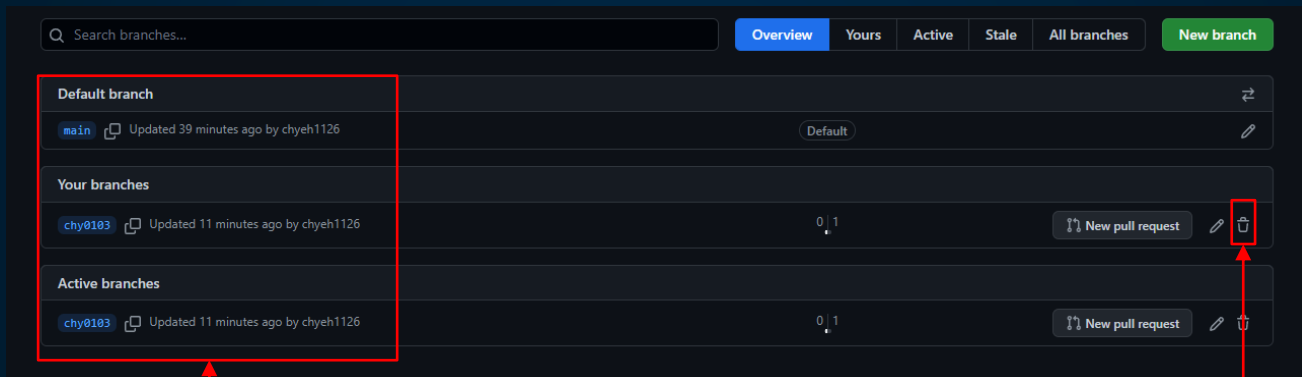 Search branches...
Overview Yours Active Stale All branches New branch
Default branch
main Updated 39 minutes ago by chyeh1126 Default
Your branches
chy0103 Updated 11 minutes ago by chyeh1126 0 | 1 New pull request
Active branches
chy0103 Updated 11 minutes ago by chyeh1126 0 | 1 New pull request